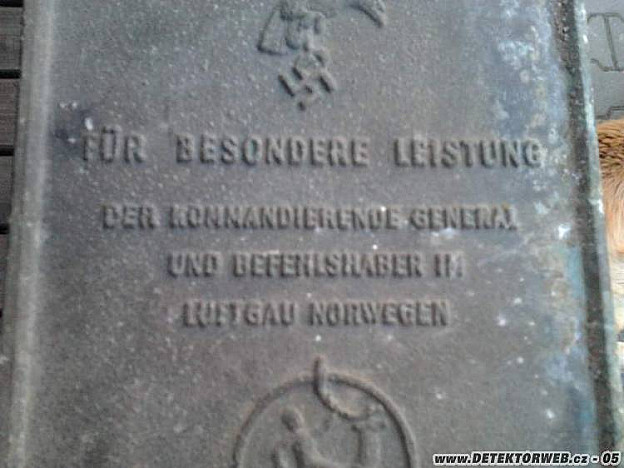 FÜR BESONDERE LEISTUNG
DER KOMMANDIERENDE GENERAL
UND BEFEHLSHABER IM
LUFTGAU NORWEGEN
www.DETEKTORWEB.cz - 05